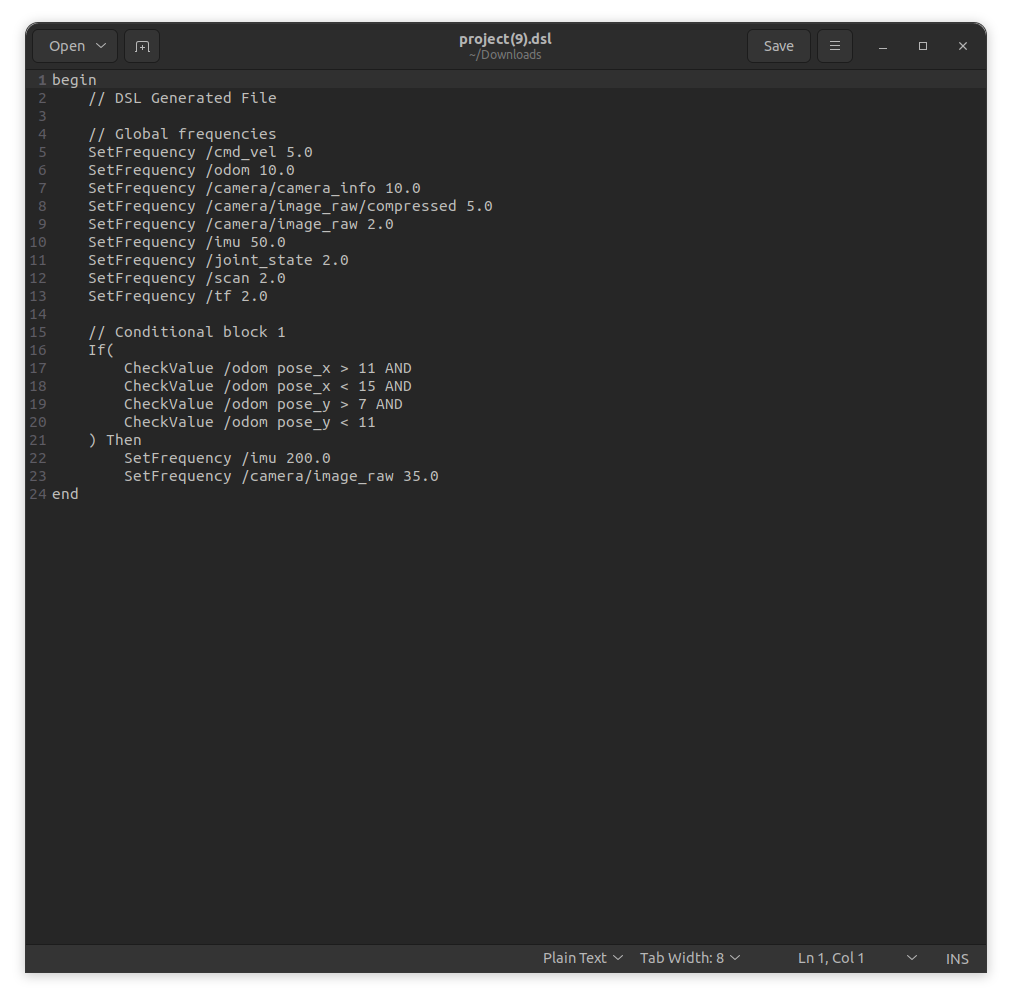 Open
project(9).dsl
~/Downloads
Save
1 begin
2     // DSL Generated File
3
4     // Global frequencies
5     SetFrequency /cmd_vel 5.0
6     SetFrequency /odom 10.0
7     SetFrequency /camera/camera_info 10.0
8     SetFrequency /camera/image_raw/compressed 5.0
9     SetFrequency /camera/image_raw 2.0
10     SetFrequency /imu 50.0
11     SetFrequency /joint_state 2.0
12     SetFrequency /scan 2.0
13     SetFrequency /tf 2.0
14
15     // Conditional block 1
16     If(
17         CheckValue /odom pose_x > 11 AND
18         CheckValue /odom pose_x < 15 AND
19         CheckValue /odom pose_y > 7 AND
20         CheckValue /odom pose_y < 11
21     ) Then
22         SetFrequency /imu 200.0
23         SetFrequency /camera/image_raw 35.0
24 end
Plain Text Tab Width: 8 Ln 1, Col 1 INS